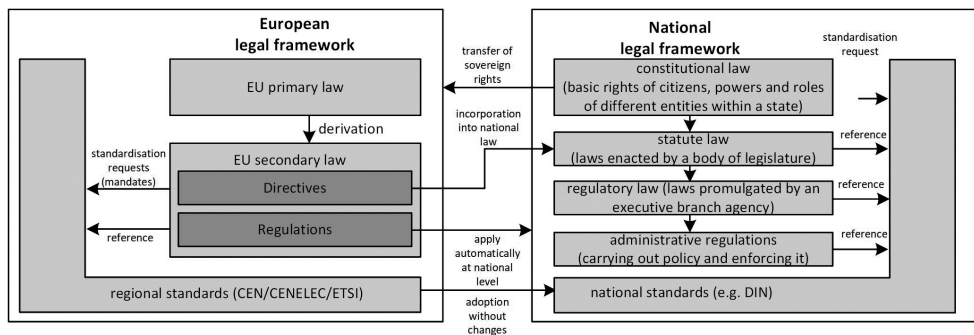 European
legal framework
EU primary law
derivation
EU secondary law
Directives
Regulations
standardisation
requests
(mandates)
reference
regional standards (CEN/CENELEC/ETSI)
transfer of
sovereign
rights
incorporation
into national
law
apply
automatically
at national
level
adoption
without
changes
National
legal framework
constitutional law
(basic rights of citizens, powers and roles
of different entities within a state)
statute law
(laws enacted by a body of legislature)
regulatory law (laws promulgated by an
executive branch agency)
administrative regulations
(carrying out policy and enforcing it)
national standards (e.g. DIN)
standardisation
request
reference
reference
reference